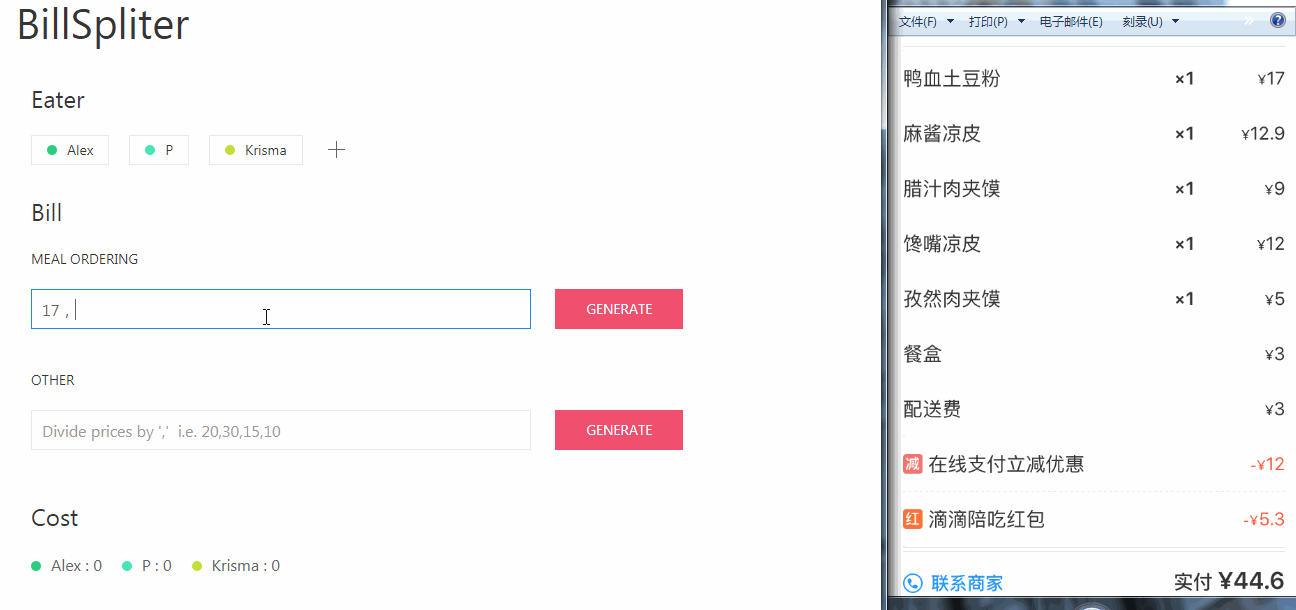 BillSpliter
Eater
Alex P Krisma
Bill
MEAL ORDERING
17 , GENERATE
OTHER
Divide prices by ',' i.e. 20,30,15,10 GENERATE
Cost
Alex : 0 P : 0 Krisma : 0
文件(F) 打印(P) 电子邮件(E) 刻录(U) » ?
鸭血土豆粉 ×1 ¥17
麻酱凉皮 ×1 ¥12.9
腊汁肉夹馍 ×1 ¥9
馋嘴凉皮 ×1 ¥12
孜然肉夹馍 ×1 ¥5
餐盒 ¥3
配送费 ¥3
减 在线支付立减优惠 -¥12
红 滴滴陪吃红包 -¥5.3
联系商家 实付 ¥44.6